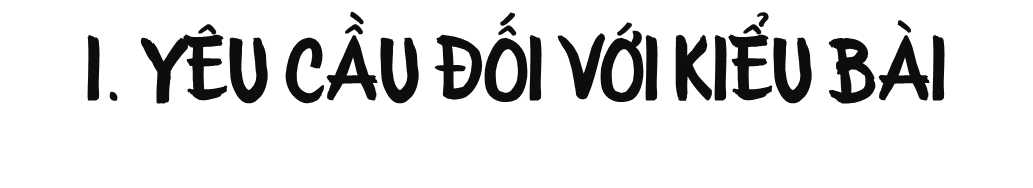 I. YÊU CẦU ĐỐI VỚI KIỂU BÀI